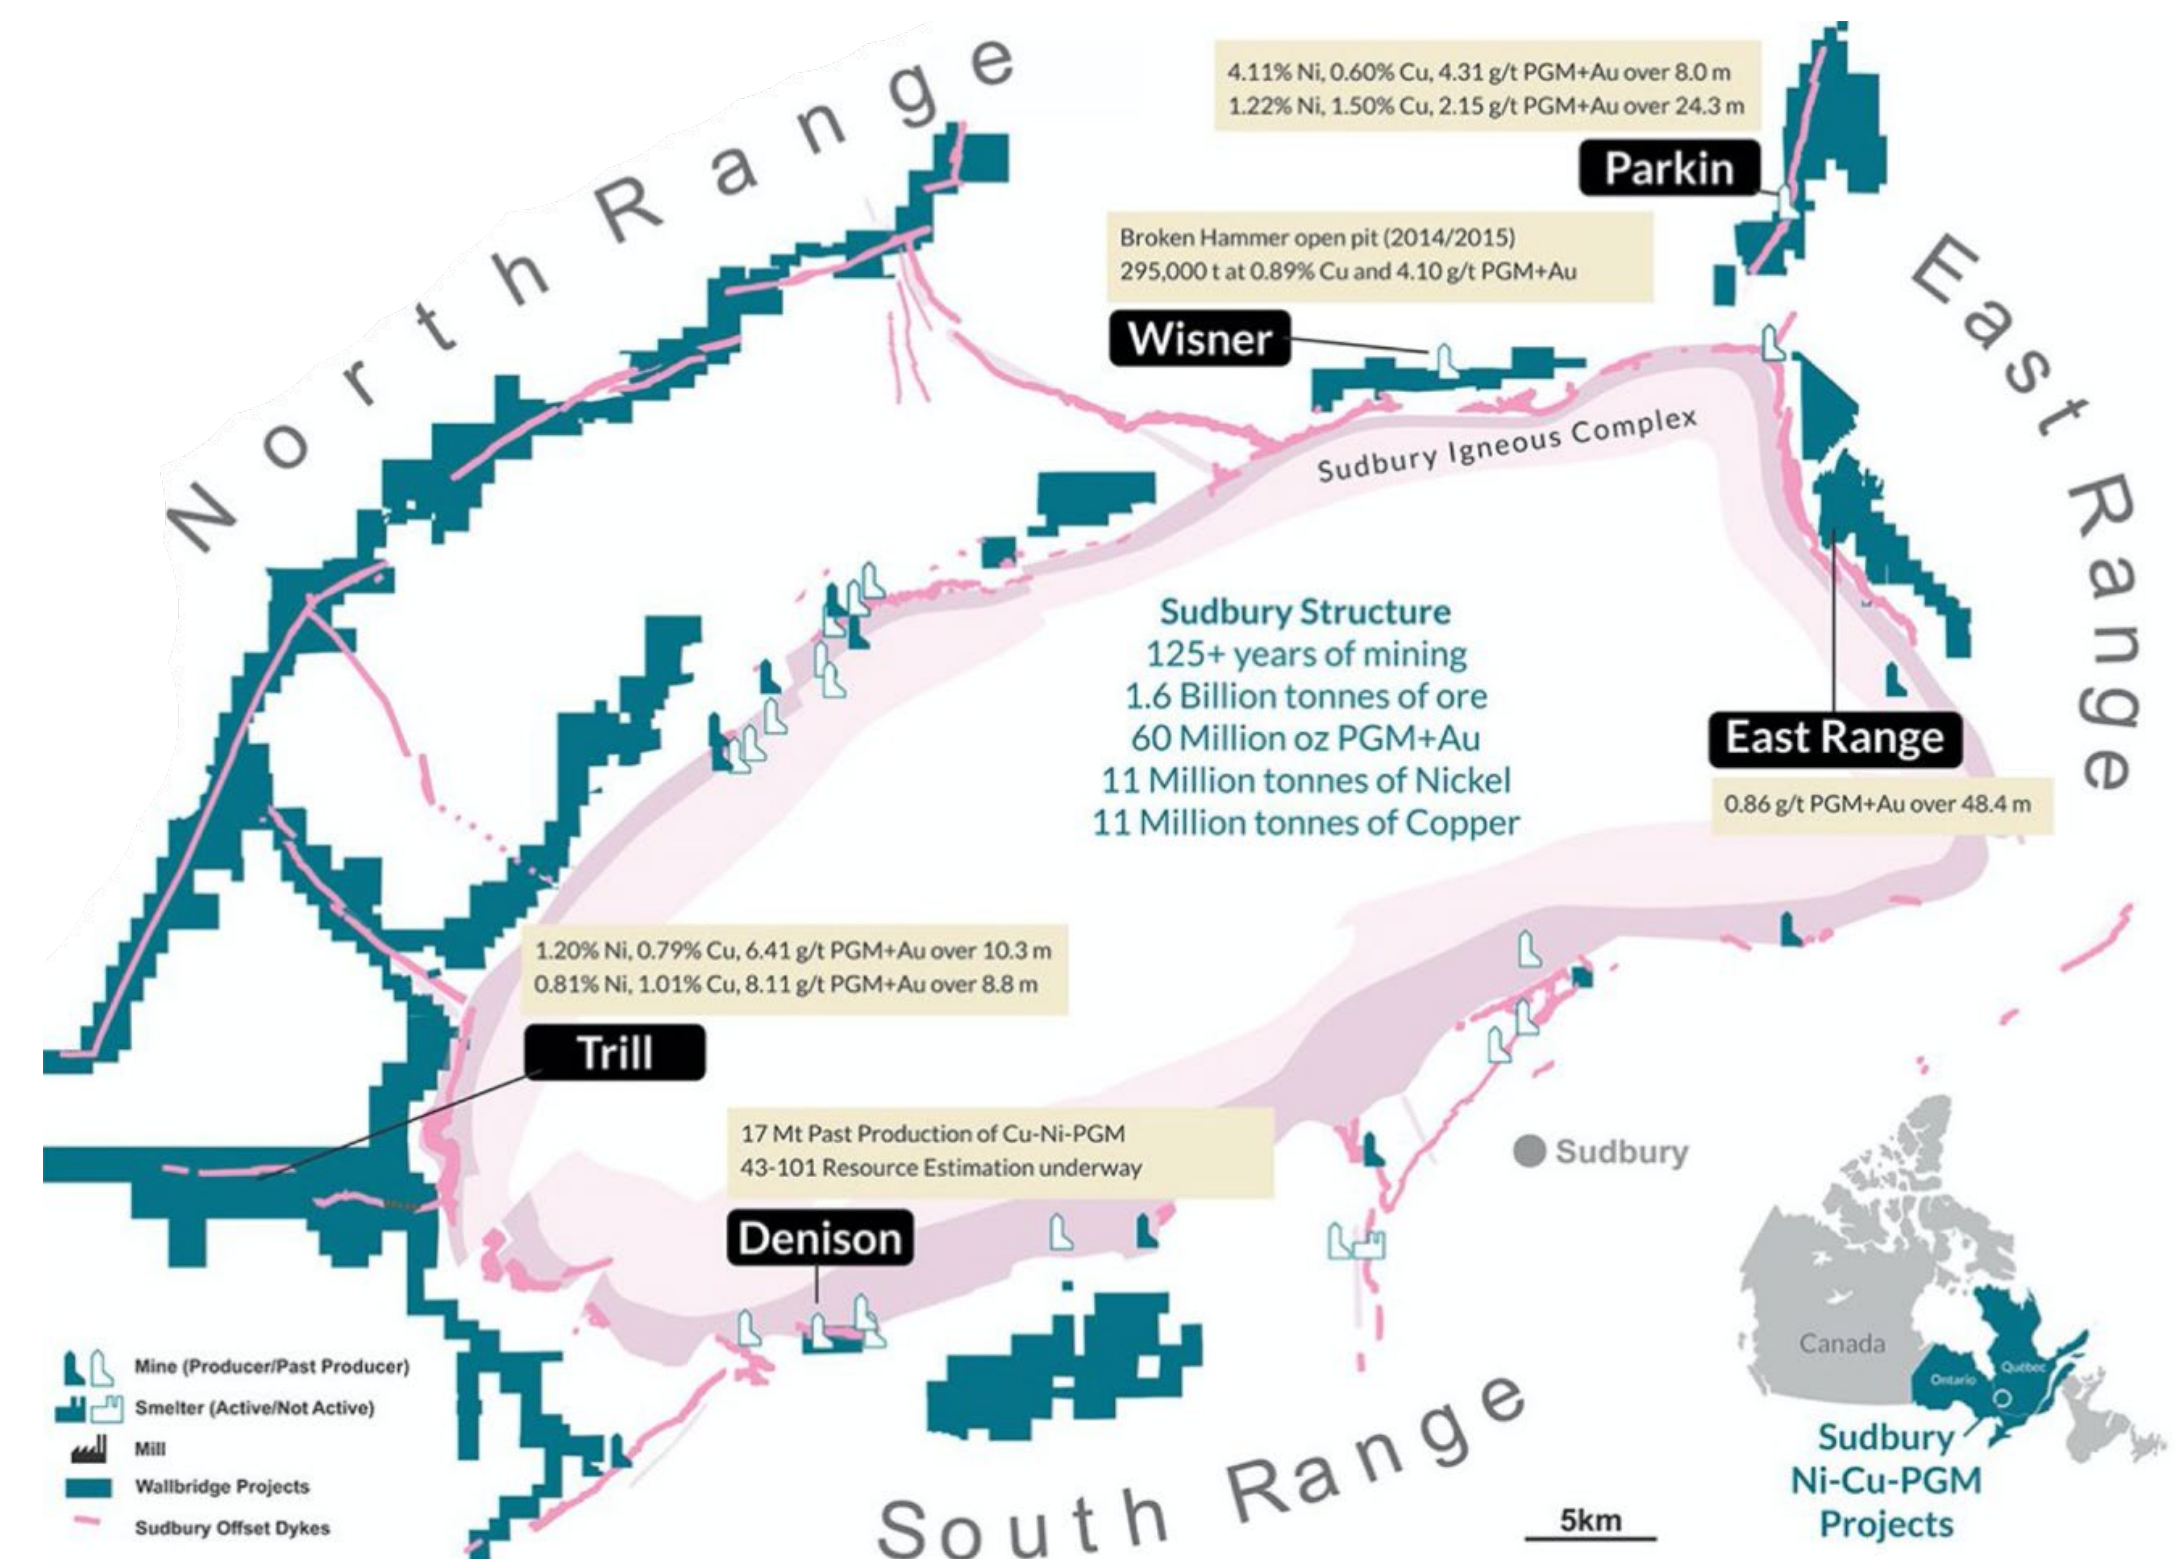 North Range
4.11% Ni, 0.60% Cu, 4.31 g/t PGM+Au over 8.0 m
1.22% Ni, 1.50% Cu, 2.15 g/t PGM+Au over 24.3 m
Parkin
Broken Hammer open pit (2014/2015)
295,000 t at 0.89% Cu and 4.10 g/t PGM+Au
Wisner
East Range
Sudbury Igneous Complex
Sudbury Structure
125+ years of mining
1.6 Billion tonnes of ore
60 Million oz PGM+Au
11 Million tonnes of Nickel
11 Million tonnes of Copper
East Range
0.86 g/t PGM+Au over 48.4 m
1.20% Ni, 0.79% Cu, 6.41 g/t PGM+Au over 10.3 m
0.81% Ni, 1.01% Cu, 8.11 g/t PGM+Au over 8.8 m
Trill
17 Mt Past Production of Cu-Ni-PGM
43-101 Resource Estimation underway
Denison
Sudbury
South Range
Mine (Producer/Past Producer)
Smelter (Active/Not Active)
Mill
Wallbridge Projects
Sudbury Offset Dykes
5km
Canada
Ontario
Québec
Sudbury
Ni-Cu-PGM
Projects